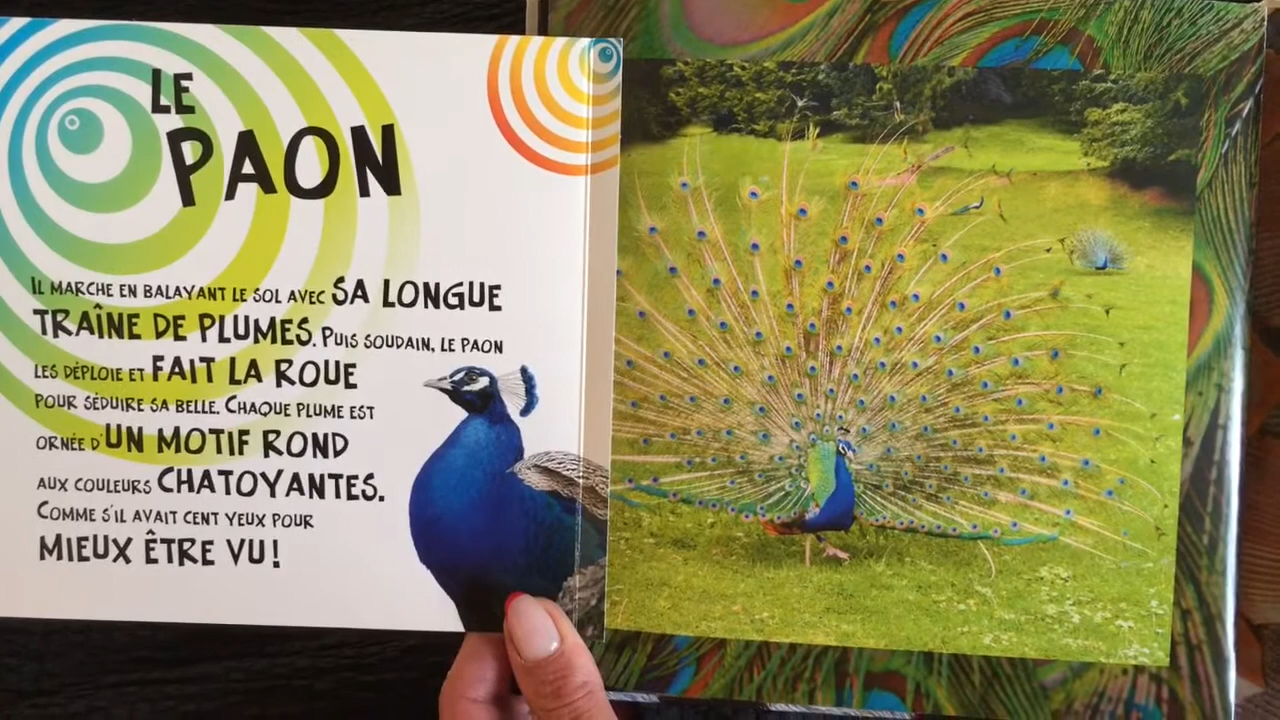 LE
PAON
IL MARCHE EN BALAYANT LE SOL AVEC SA LONGUE
TRAÎNE DE PLUMES. PUIS SOUDAIN, LE PAON
LES DÉPLOIE ET FAIT LA ROUE
POUR SÉDUIRE SA BELLE. CHAQUE PLUME EST
ORNÉE D'UN MOTIF ROND
AUX COULEURS CHATOYANTES.
COMME S'IL AVAIT CENT YEUX POUR
MIEUX ÊTRE VU!